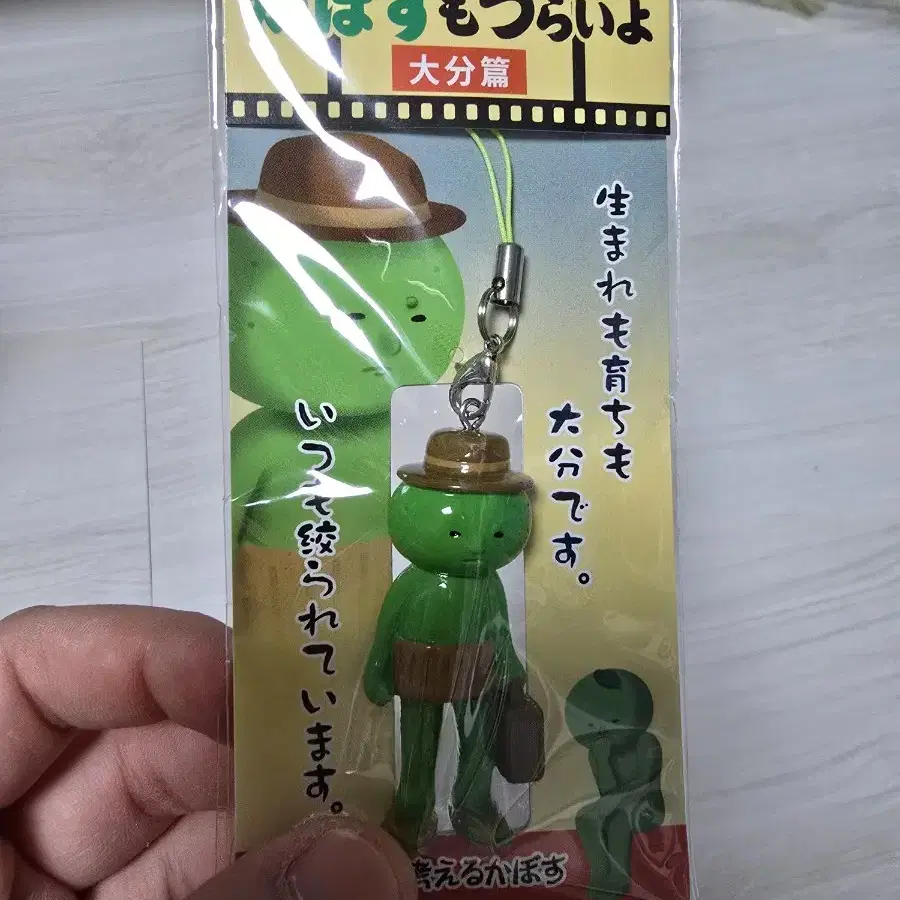 かぼすもつらいよ
大分篇
生まれも育ちも
大分です。
いつも絞られています。
考えるかぼす